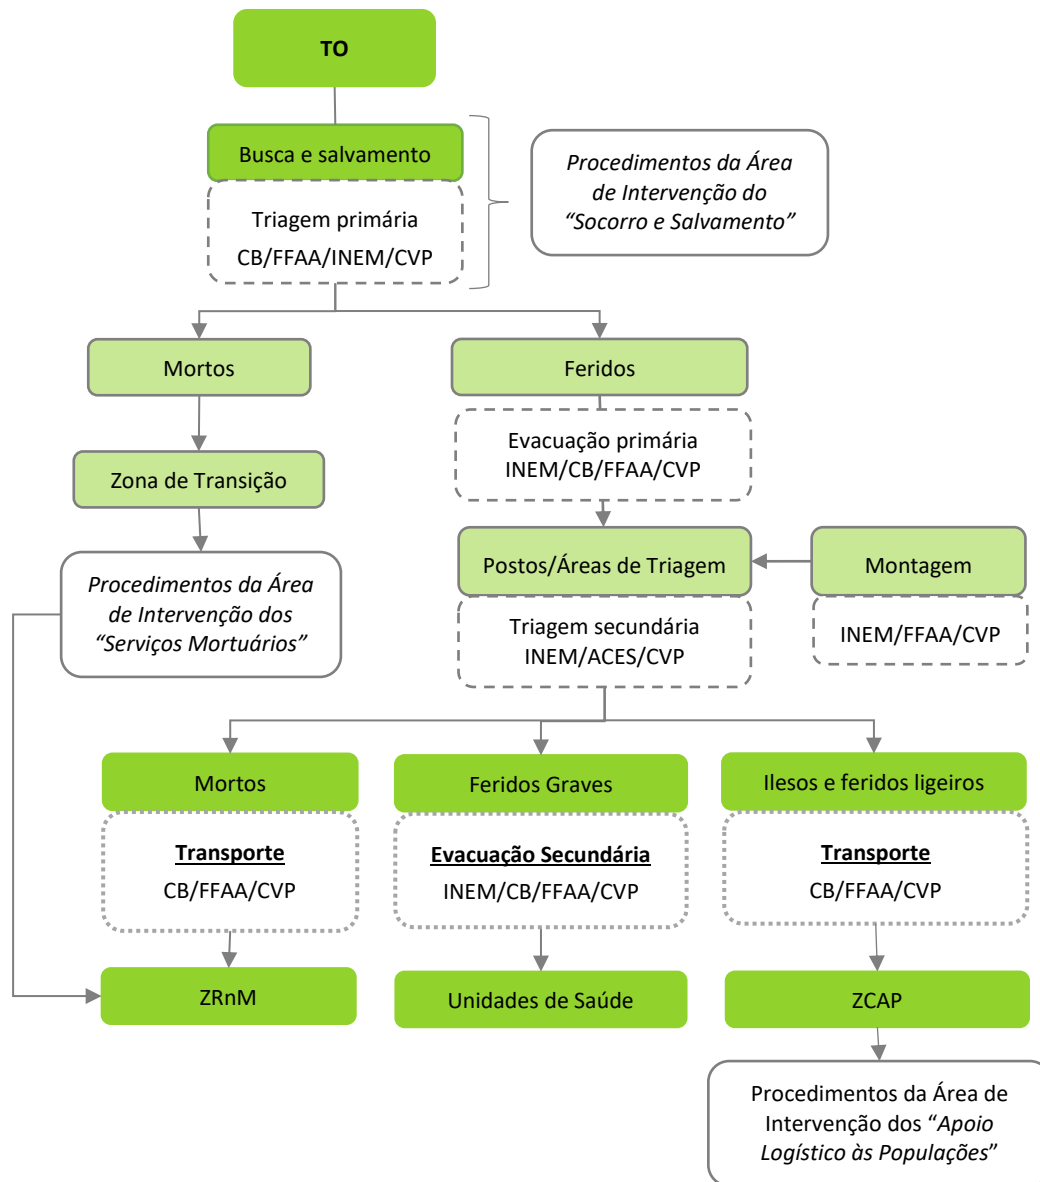 TO
Busca e salvamento
Triagem primária
CB/FFAA/INEM/CVP
Procedimentos da Área
de Intervenção do
“Socorro e Salvamento”
Mortos
Feridos
Evacuação primária
INEM/CB/FFAA/CVP
Zona de Transição
Postos/Áreas de Triagem
Montagem
Procedimentos da Área
de Intervenção dos
“Serviços Mortuários”
Triagem secundária
INEM/ACES/CVP
INEM/FFAA/CVP
Mortos
Feridos Graves
Ilesos e feridos ligeiros
Transporte
CB/FFAA/CVP
Evacuação Secundária
INEM/CB/FFAA/CVP
Transporte
CB/FFAA/CVP
ZRnM
Unidades de Saúde
ZCAP
Procedimentos da Área de
Intervenção dos “Apoio
Logístico às Populações”